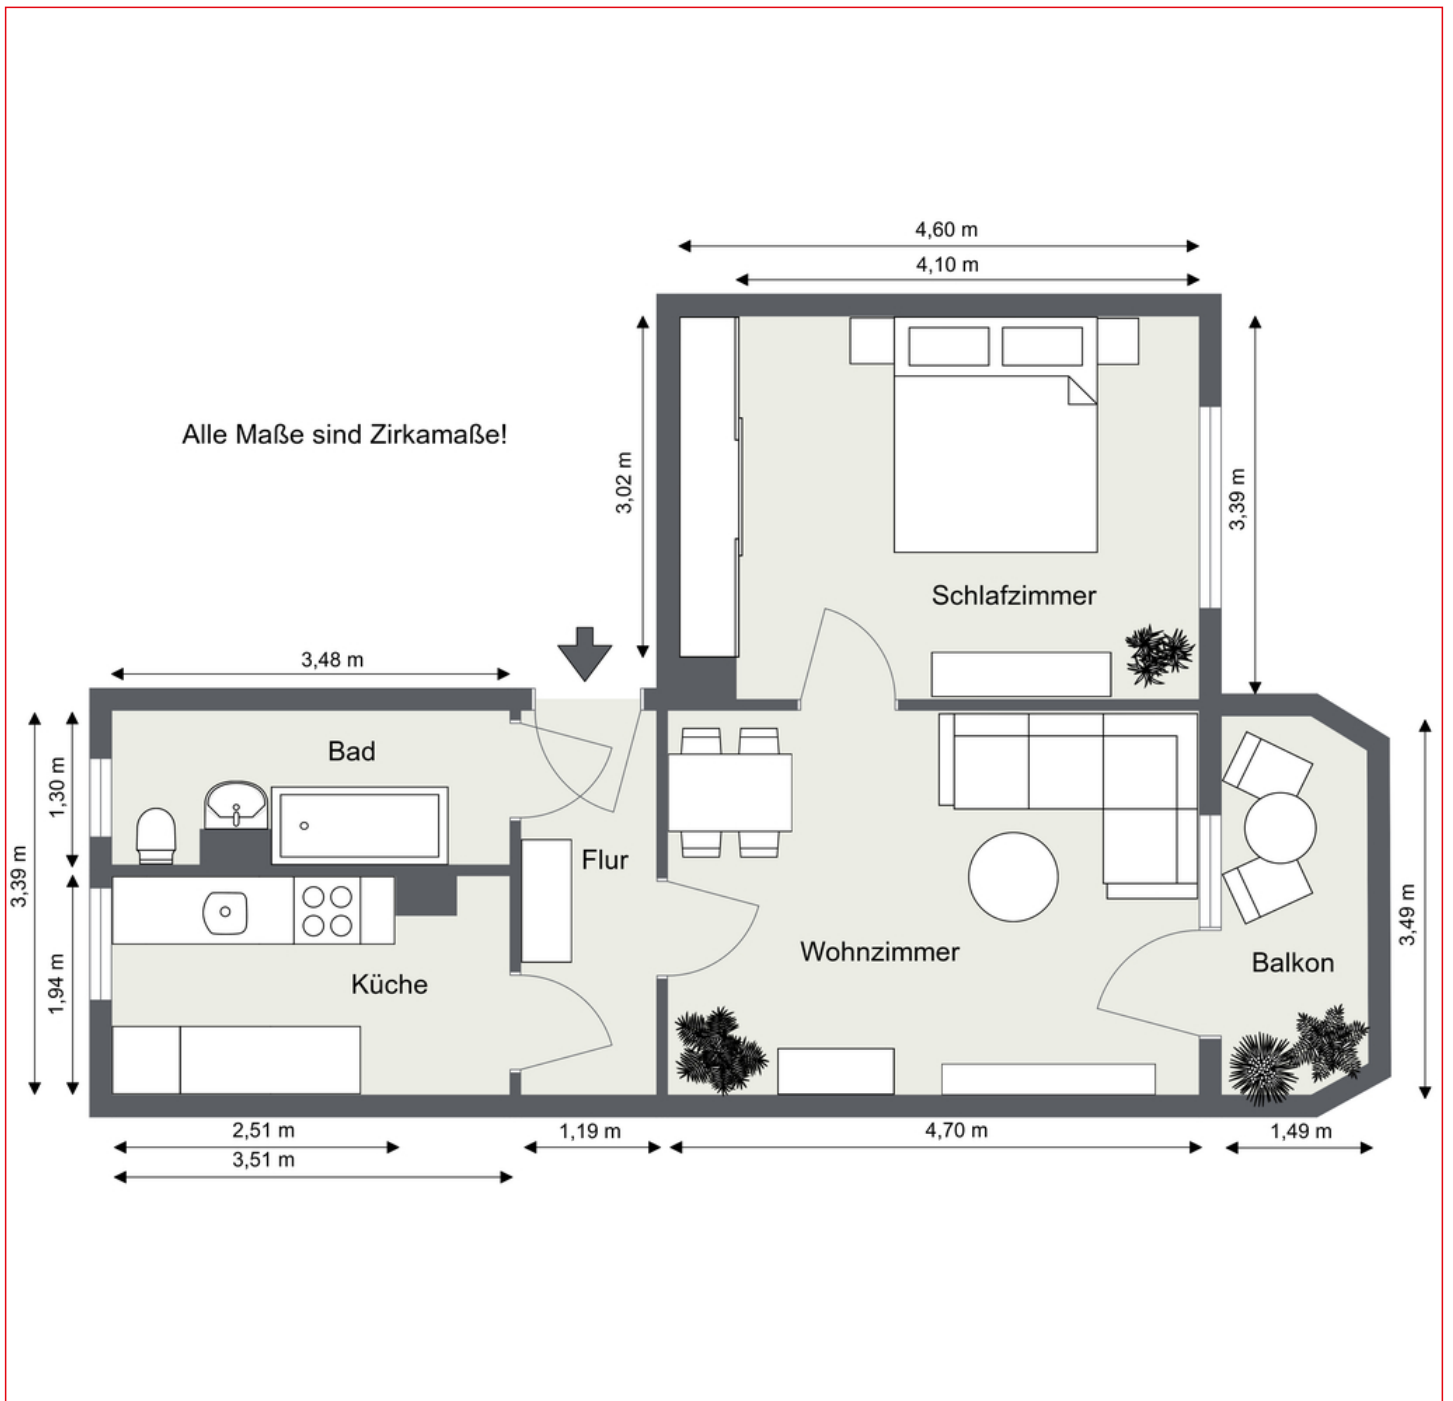 4,60 m
4,10 m
Alle Maße sind Zirkamaße!
3,02 m
3,39 m
Schlafzimmer
3,48 m
Bad
1,30 m
3,39 m
Flur
Küche
1,94 m
Wohnzimmer
Balkon
3,49 m
2,51 m
1,19 m
4,70 m
1,49 m
3,51 m